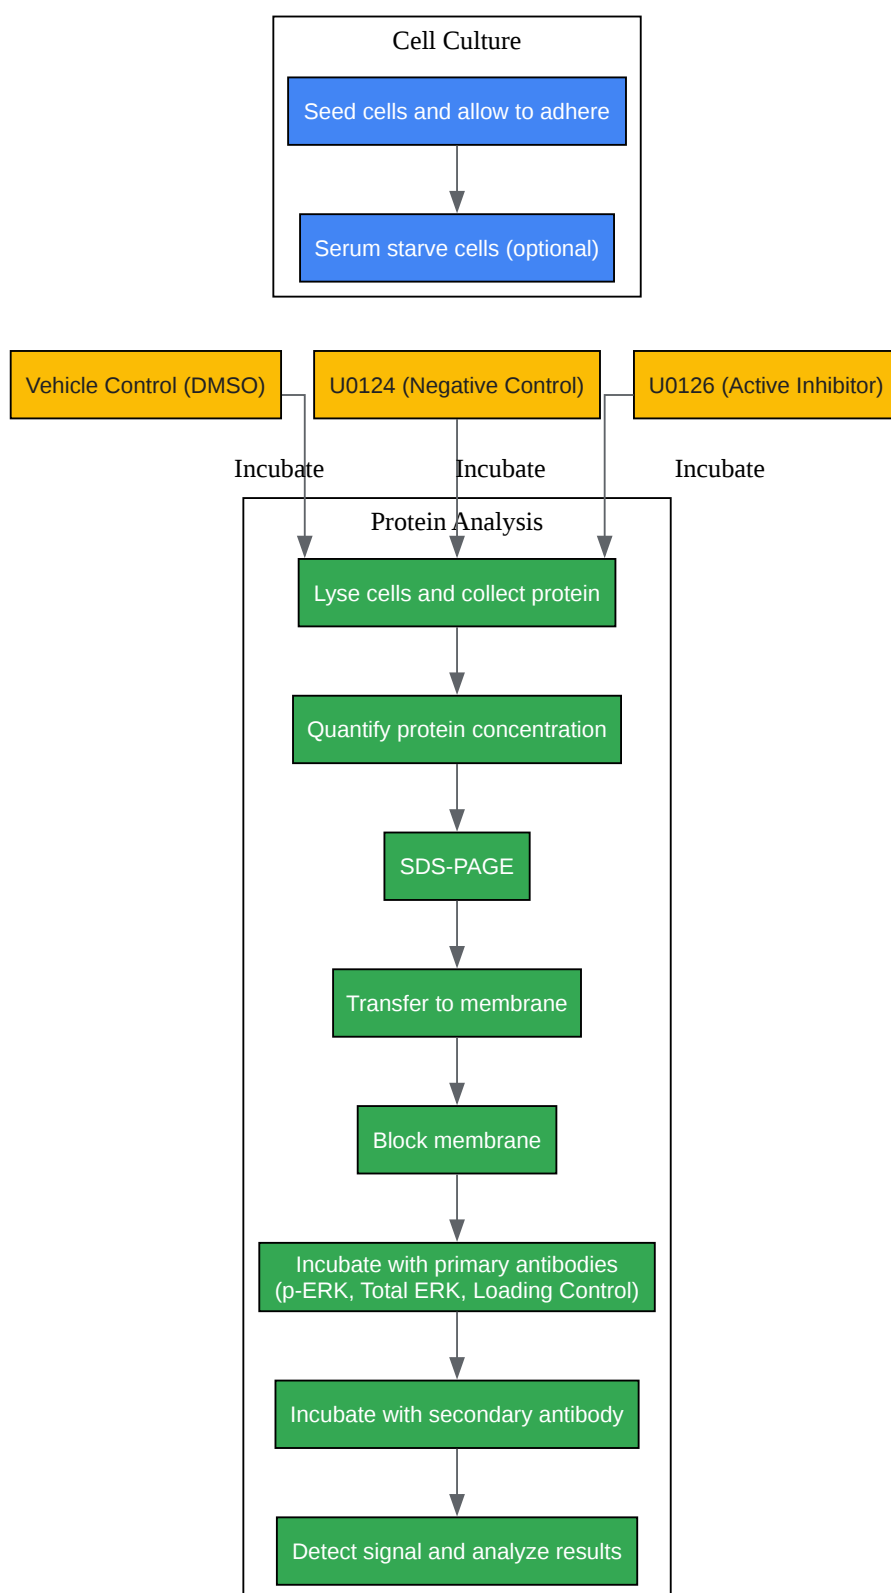 Cell Culture
Seed cells and allow to adhere
Serum starve cells (optional)
Vehicle Control (DMSO)
U0124 (Negative Control)
U0126 (Active Inhibitor)
Incubate
Incubate
Incubate
Protein Analysis
Lyse cells and collect protein
Quantify protein concentration
SDS-PAGE
Transfer to membrane
Block membrane
Incubate with primary antibodies
(p-ERK, Total ERK, Loading Control)
Incubate with secondary antibody
Detect signal and analyze results